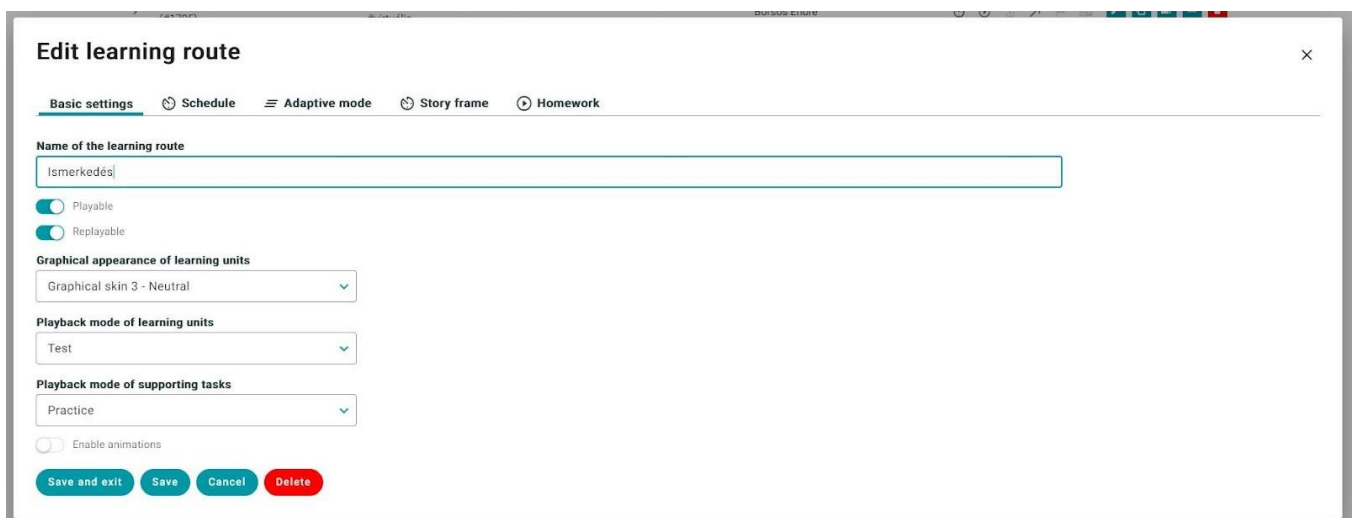 Borsos Endre
Edit learning route
Basic settings Schedule Adaptive mode Story frame Homework
Name of the learning route
Ismerkedés
Playable
Replayable
Graphical appearance of learning units
Graphical skin 3 - Neutral
Playback mode of learning units
Test
Playback mode of supporting tasks
Practice
Enable animations
Save and exit Save Cancel Delete